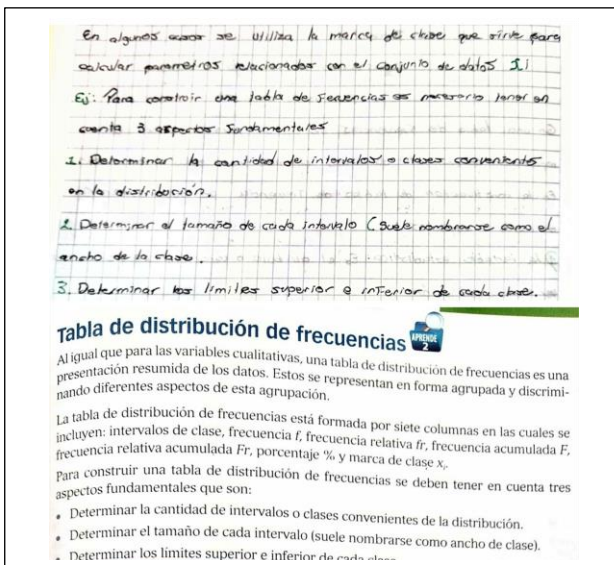 En algunos casos se utiliza la marca de clase que sirve para
calcular parametros relacionados con el conjunto de datos
Ej: Para construir una tabla de es necesario tener en
cuenta 3 aspectos fundamentales
1. Determinar la cantidad de intervalos o clases convenientes
en la distribución.
2. Determinar el tamaño de cada intervalo (suele nombrarse como el
ancho de la clase.
3. Determinar los limites superior e inferior de cada clase.
Tabla de distribución de frecuencias
APRENDE
2
Al igual que para las variables cualitativas, una tabla de distribución de frecuencias es una
presentación resumida de los datos. Estos se representan en forma agrupada y discrimi-
nando diferentes aspectos de esta agrupación.
La tabla de distribución de frecuencias está formada por siete columnas en las cuales se
incluyen: intervalos de clase, frecuencia f, frecuencia relativa fr, frecuencia acumulada F,
frecuencia relativa acumulada Fr, porcentaje % y marca de clase xᵢ.
Para construir una tabla de distribución de frecuencias se deben tener en cuenta tres
aspectos fundamentales que son:
• Determinar la cantidad de intervalos o clases convenientes de la distribución.
• Determinar el tamaño de cada intervalo (suele nombrarse como ancho de clase).
• Determinar los límites superior e inferior de cada clase